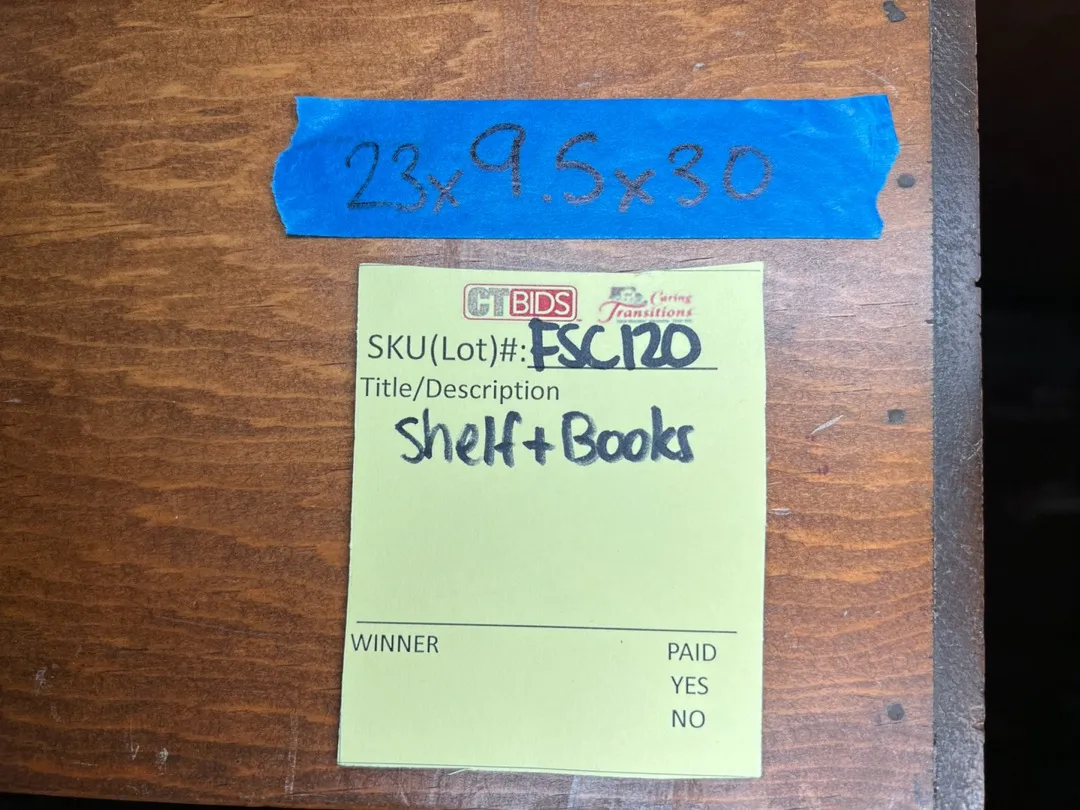 23x9.5x30
CTBIDS
Caring
Transitions
SKU(Lot)#: FSC120
Title/Description
Shelf + Books
WINNER
PAID
YES
NO